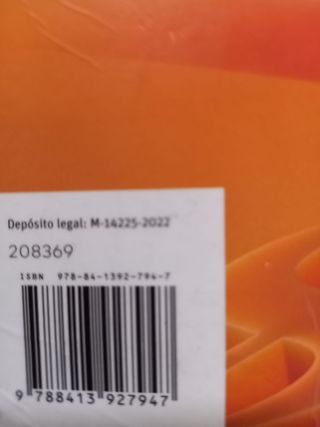 Depósito legal: M-14225-2022
208369
ISBN 978-84-1392-794-7
9 788413 927947